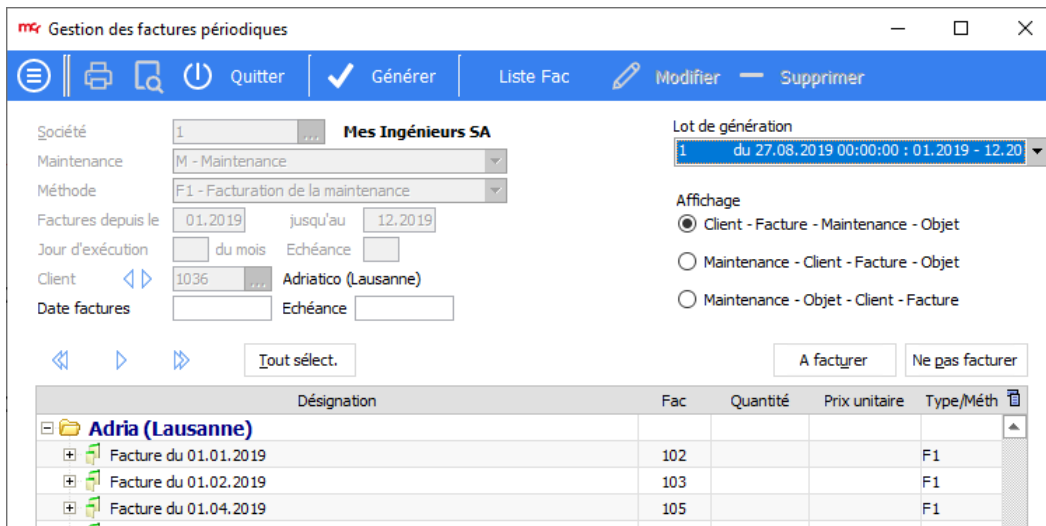 mcr Gestion des factures périodiques
Quitter Générer Liste Fac Modifier Supprimer
Société 1 ... Mes Ingénieurs SA
Lot de génération
1 du 27.08.2019 00:00:00 : 01.2019 - 12.20
Maintenance M - Maintenance
Méthode F1 - Facturation de la maintenance
Affichage
Factures depuis le 01.2019 jusqu'au 12.2019
Client - Facture - Maintenance - Objet
Jour d'exécution du mois Echéance
Maintenance - Client - Facture - Objet
Client 1036 ... Adriatico (Lausanne)
Maintenance - Objet - Client - Facture
Date factures Echéance
Tout sélect. A facturer Ne pas facturer
Désignation Fac Quantité Prix unitaire Type/Méth
Adria (Lausanne)
Facture du 01.01.2019 102 F1
Facture du 01.02.2019 103 F1
Facture du 01.04.2019 105 F1